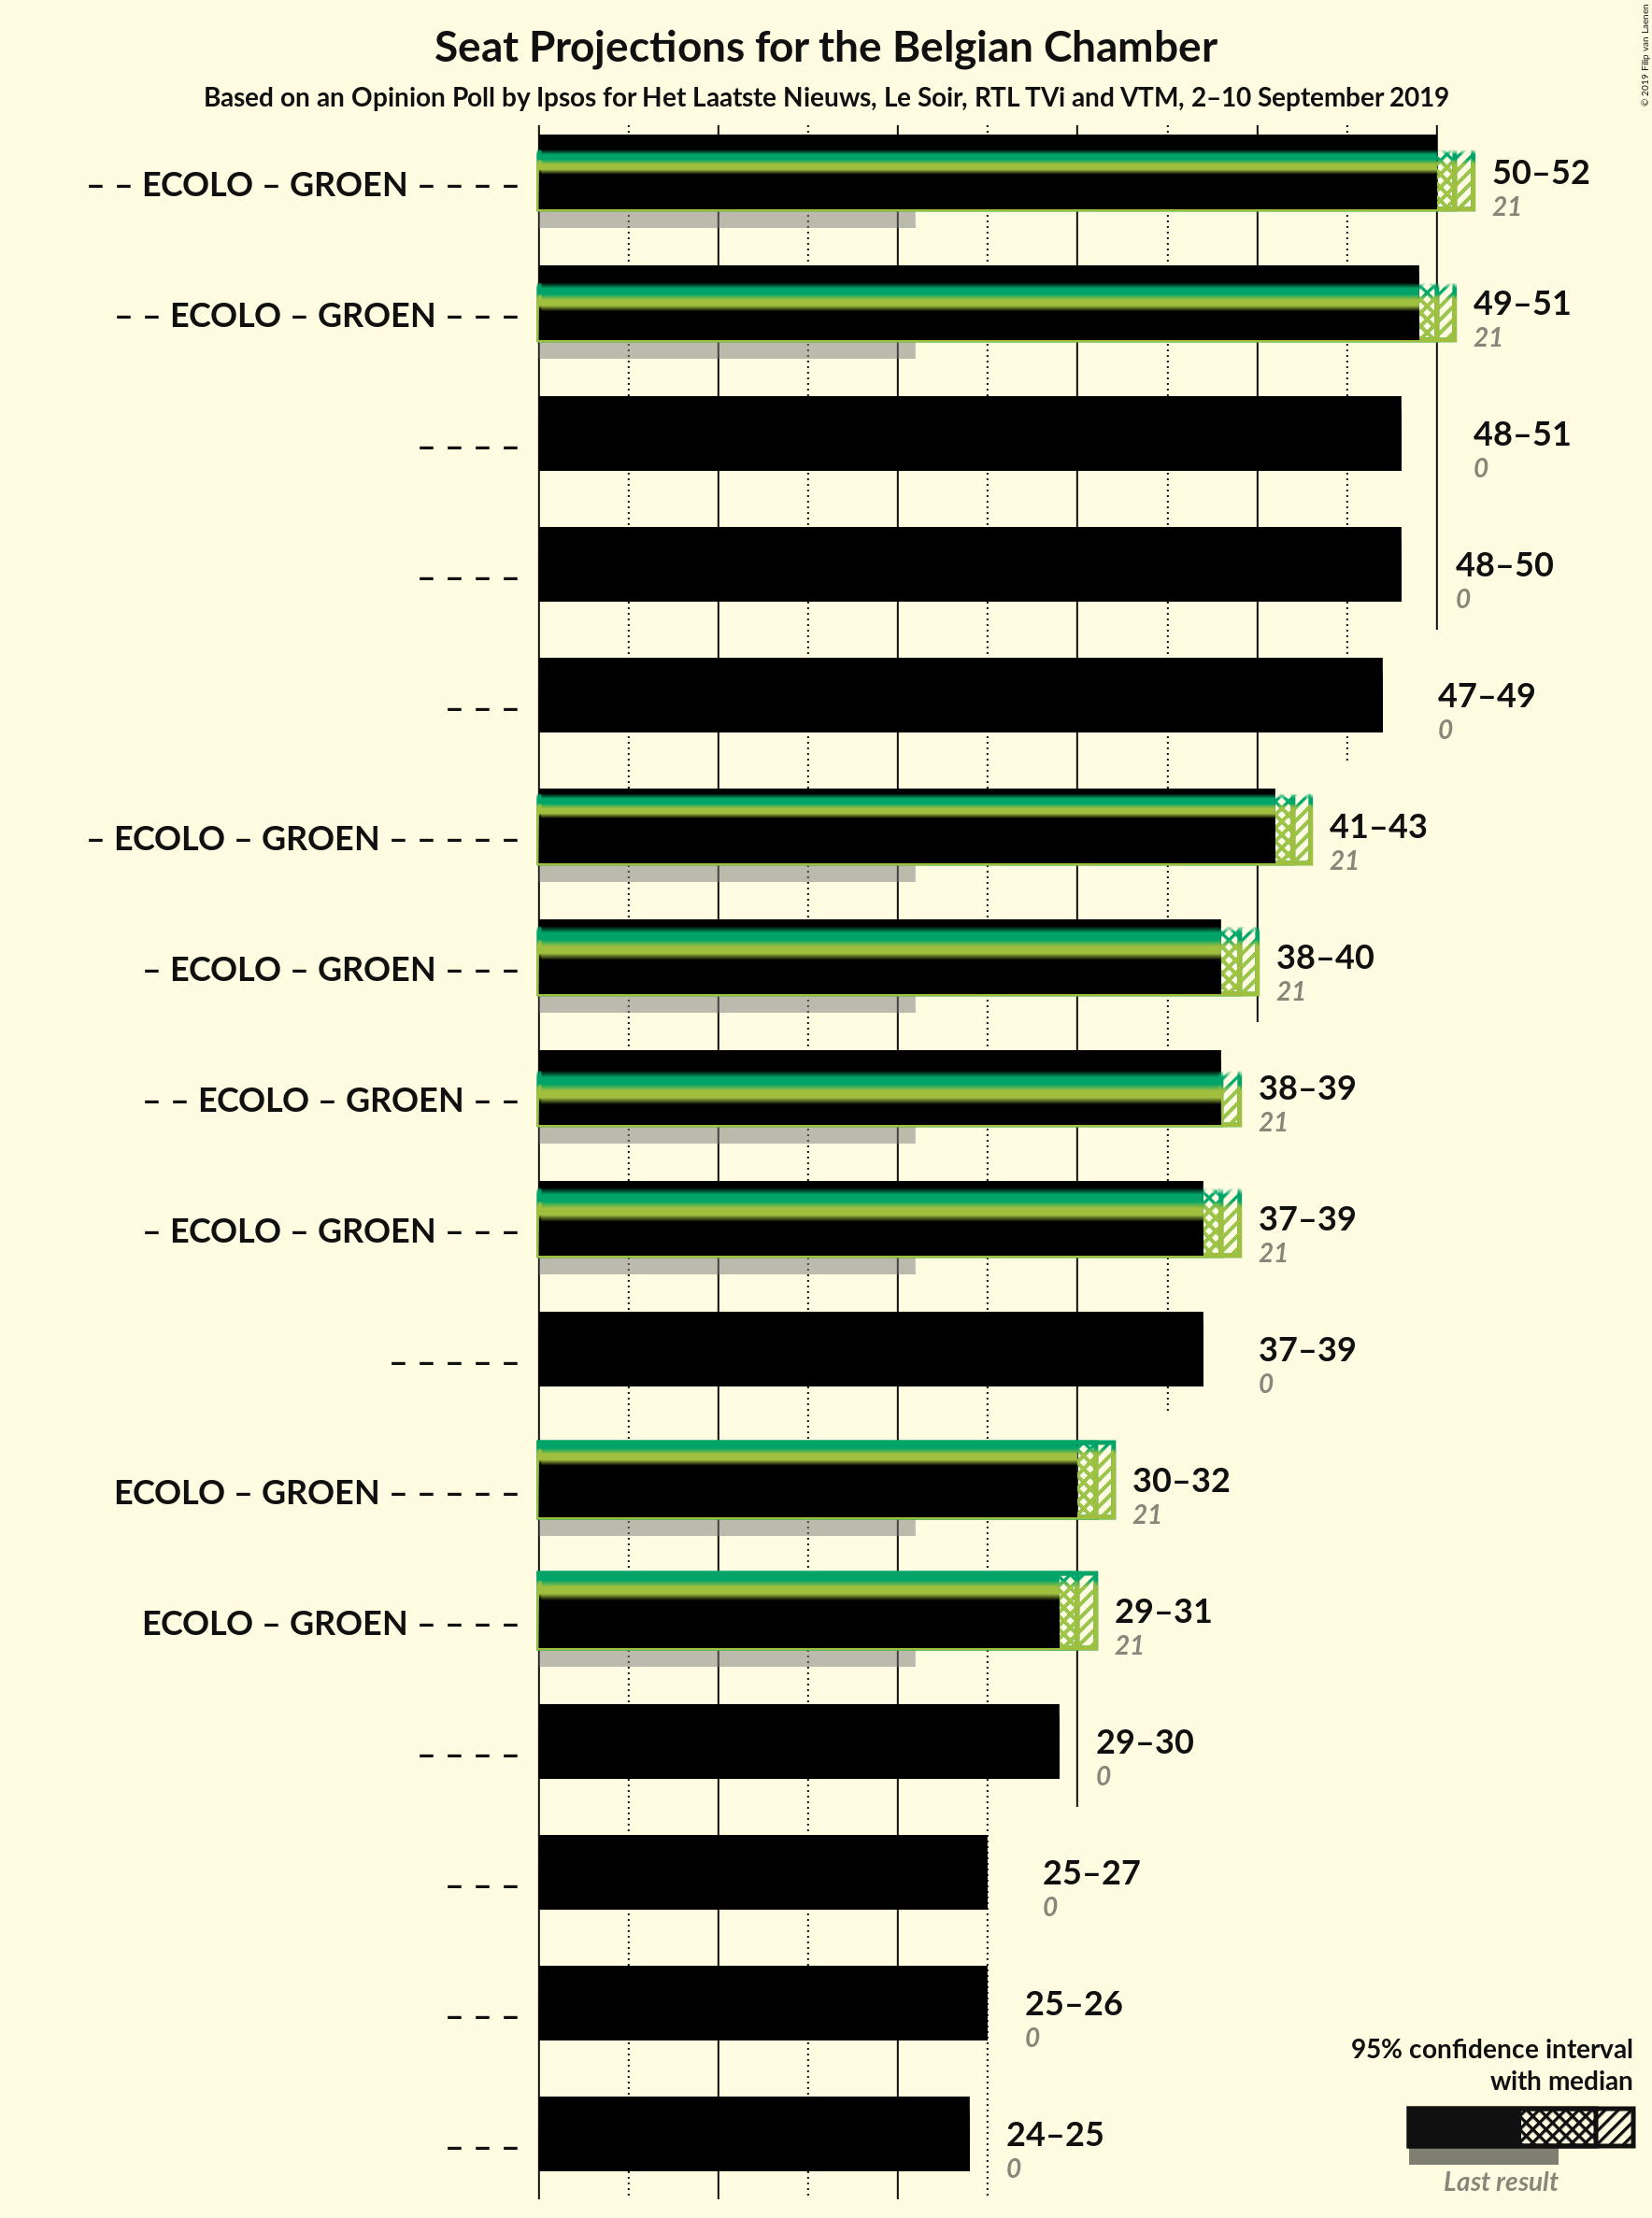 Seat Projections for the Belgian Chamber
Based on an Opinion Poll by Ipsos for Het Laatste Nieuws, Le Soir, RTL TVi and VTM, 2–10 September 2019
© 2019 Filip van Laenen
– – ECOLO – GROEN – – – –
50–52
21
– – ECOLO – GROEN – – –
49–51
21
– – – –
48–51
0
– – – –
48–50
0
– – –
47–49
0
– ECOLO – GROEN – – – – –
41–43
21
– ECOLO – GROEN – – –
38–40
21
– – ECOLO – GROEN – –
38–39
21
– ECOLO – GROEN – – –
37–39
21
– – – – –
37–39
0
ECOLO – GROEN – – – – –
30–32
21
ECOLO – GROEN – – – –
29–31
21
– – – –
29–30
0
– – –
25–27
0
– – –
25–26
0
– – –
24–25
0
95% confidence interval
with median
Last result